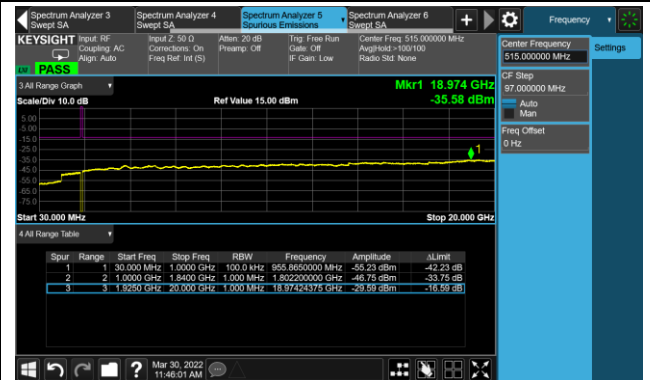 Spectrum Analyzer 3
Swept SA
Spectrum Analyzer 4
Swept SA
Spectrum Analyzer 5
Spurious Emissions
Spectrum Analyzer 6
Swept SA
+
Frequency
KEYSIGHT
Input: RF
Coupling: AC
Align: Auto
Input Z: 50 Ω
Corrections: On
Freq Ref: Int (S)
Atten: 20 dB
Preamp: Off
Trig: Free Run
Gate: Off
IF Gain: Low
Center Freq: 515.000000 MHz
Avg|Hold:>100/100
Radio Std: None
PASS
Center Frequency
515.000000 MHz
Settings
CF Step
97.000000 MHz
Auto
Man
Freq Offset
0 Hz
3 All Range Graph
Mkr1 18.974 GHz
Scale/Div 10.0 dB
Ref Value 15.00 dBm
-35.58 dBm
5.00
-5.00
-15.0
-25.0
-35.0
-45.0
-55.0
-65.0
-75.0
1
Start 30.000 MHz
Stop 20.000 GHz
4 All Range Table
Spur Range Start Freq Stop Freq RBW Frequency Amplitude ΔLimit
1 1 30.000 MHz 1.0000 GHz 100.0 kHz 955.8650000 MHz -55.23 dBm -42.23 dB
2 2 1.0000 GHz 1.8400 GHz 1.000 MHz 1.802200000 GHz -46.75 dBm -33.75 dB
3 3 1.9250 GHz 20.000 GHz 1.000 MHz 18.97424375 GHz -29.59 dBm -16.59 dB
?
Mar 30, 2022
11:46:01 AM